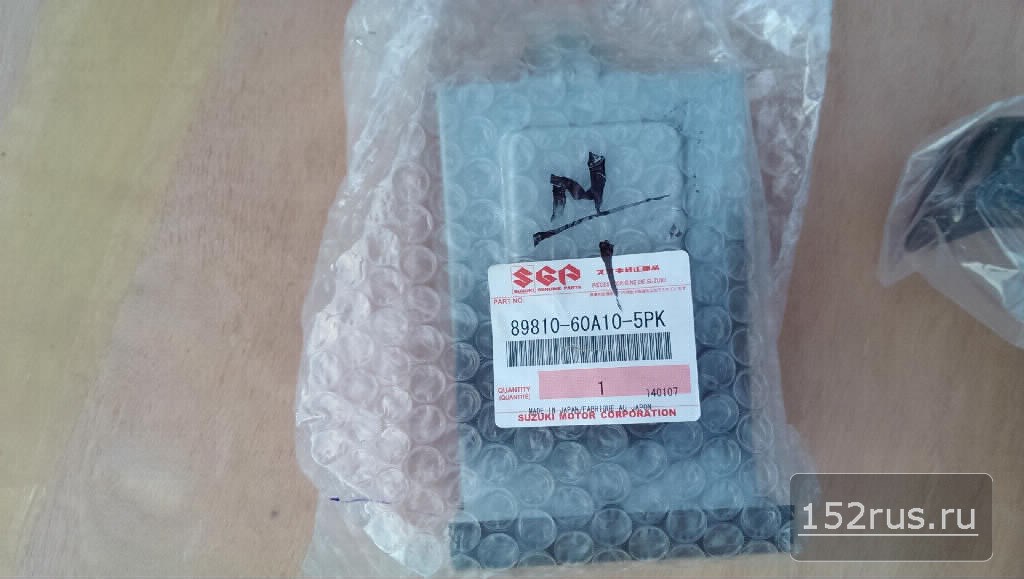 SGP
SUZUKI GENUINE PARTS
PART NO.
89810-60A10-5PK
QUANTITY
(QUANTITE)
1
140107
MADE IN JAPAN/FABRIQUE AU JAPON
SUZUKI MOTOR CORPORATION
152rus.ru